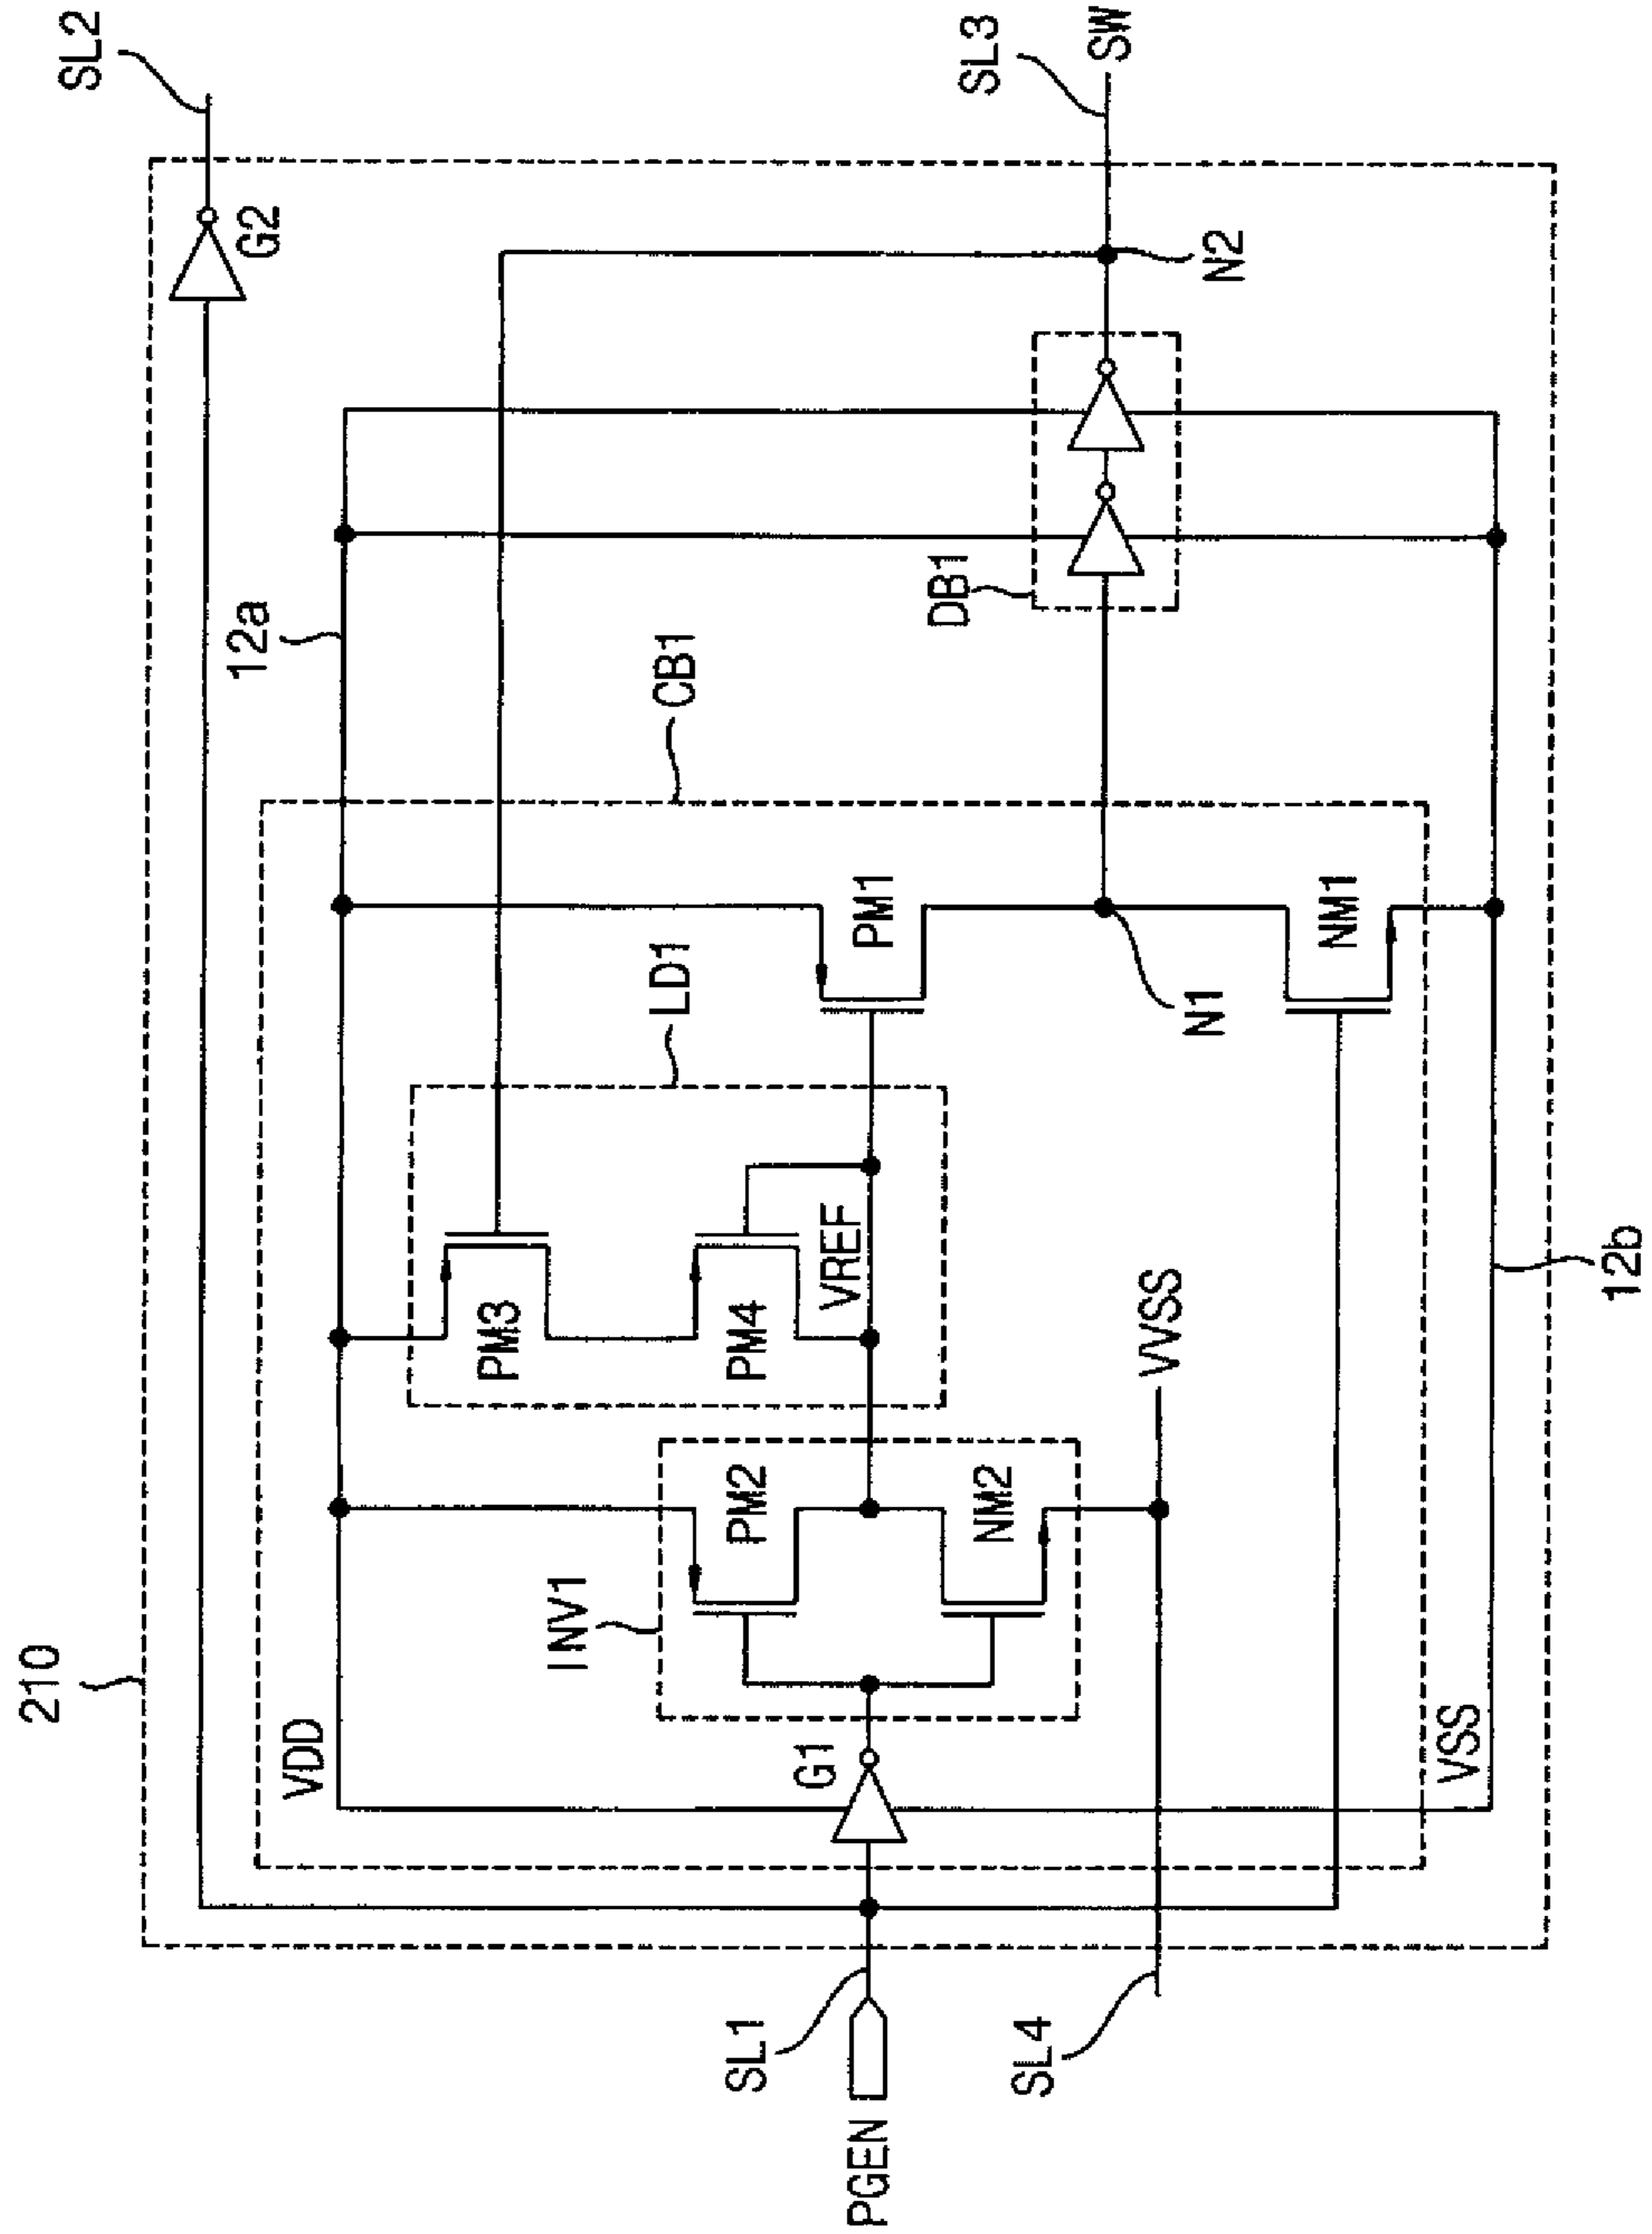 210
SL2
G2
12a
CB1
VDD
LD1
PM3
PM4
VREF
PM1
INV1
PM2
NM2
G1
SL1
PGEN
N1
DB1
SL3
SW
N2
VVSS
SL4
NM1
VSS
12b